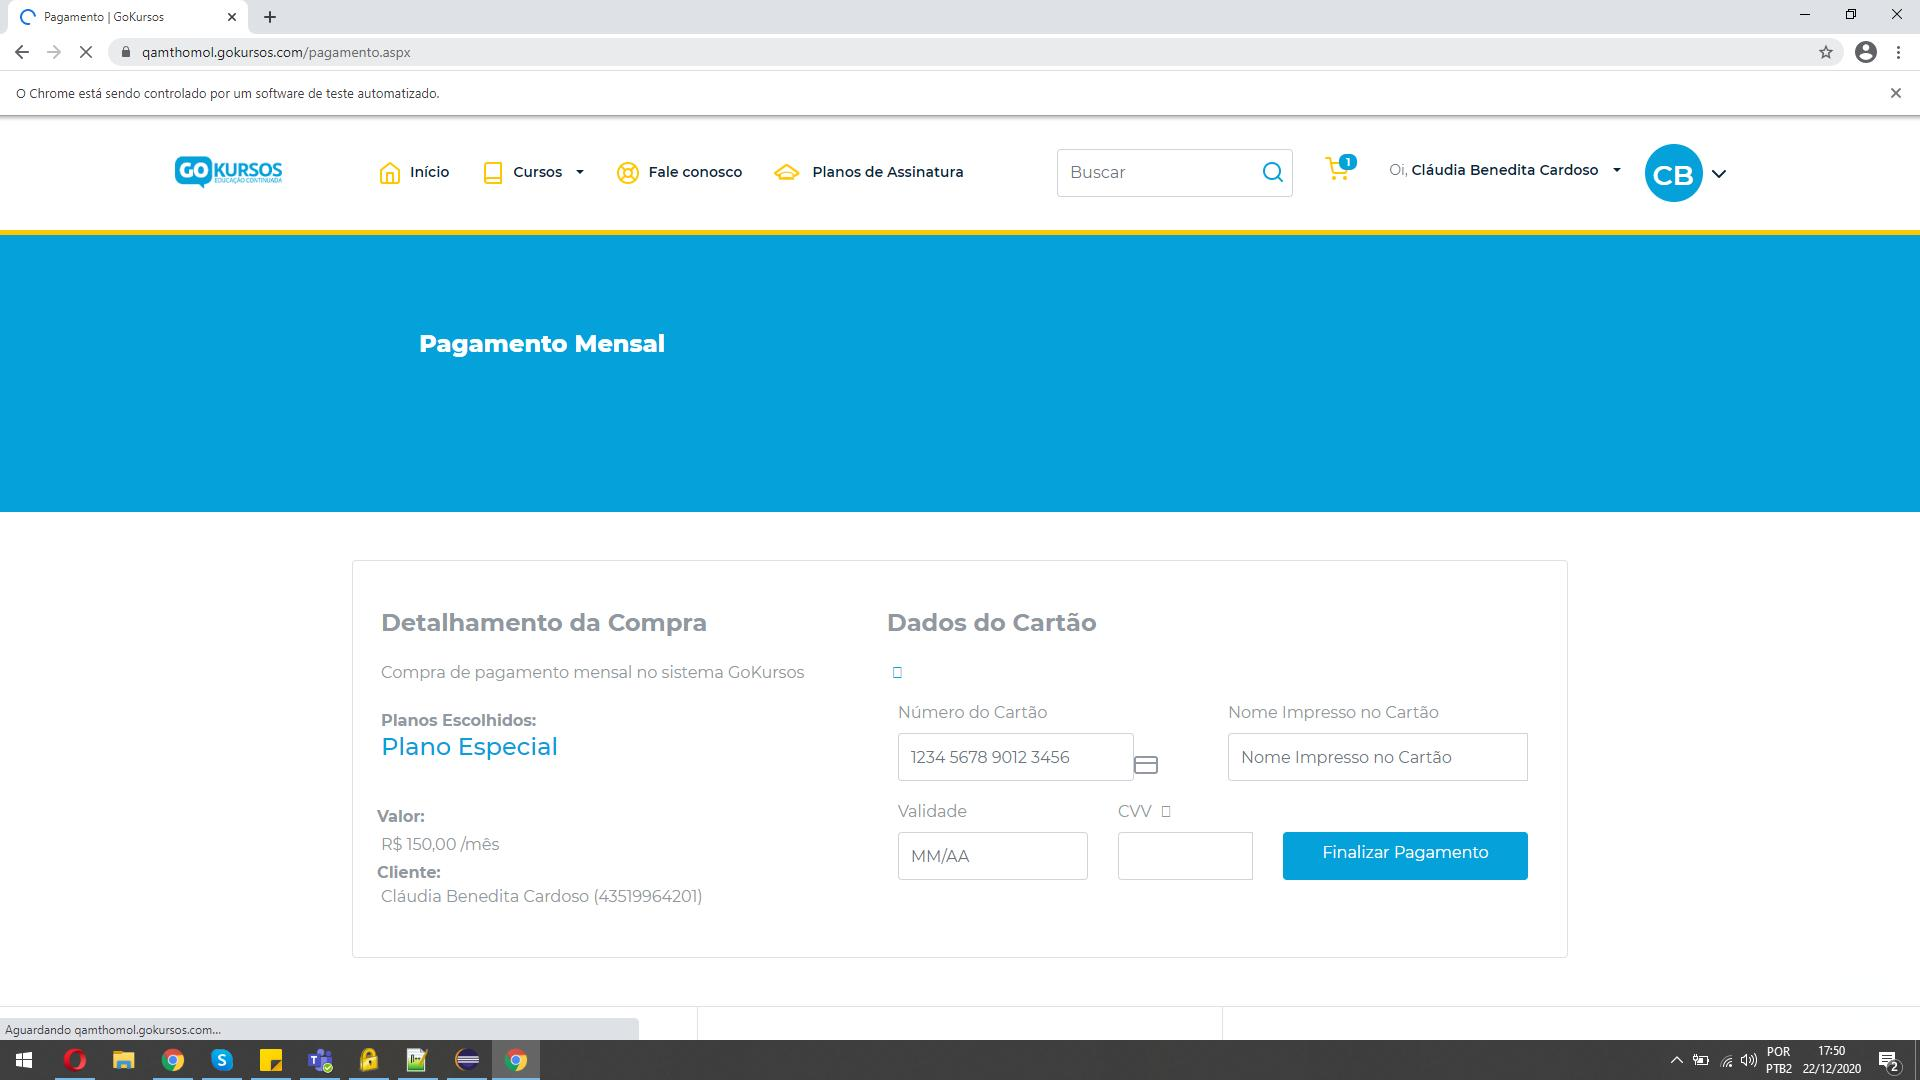 Pagamento | GoKursos
qamthomol.gokursos.com/pagamento.aspx
O Chrome está sendo controlado por um software de teste automatizado.
GO KURSOS
EDUCAÇÃO CONTINUADA
Início
Cursos
Fale conosco
Planos de Assinatura
Buscar
1
Oi, Cláudia Benedita Cardoso
CB
Pagamento Mensal
Detalhamento da Compra
Compra de pagamento mensal no sistema GoKursos
Planos Escolhidos:
Plano Especial
Valor:
R$ 150,00 /mês
Cliente:
Cláudia Benedita Cardoso (43519964201)
Dados do Cartão
Número do Cartão
Nome Impresso no Cartão
1234 5678 9012 3456
Nome Impresso no Cartão
Validade
CVV
MM/AA
Finalizar Pagamento
Aguardando qamthomol.gokursos.com...
POR
PTB2
17:50
22/12/2020
2